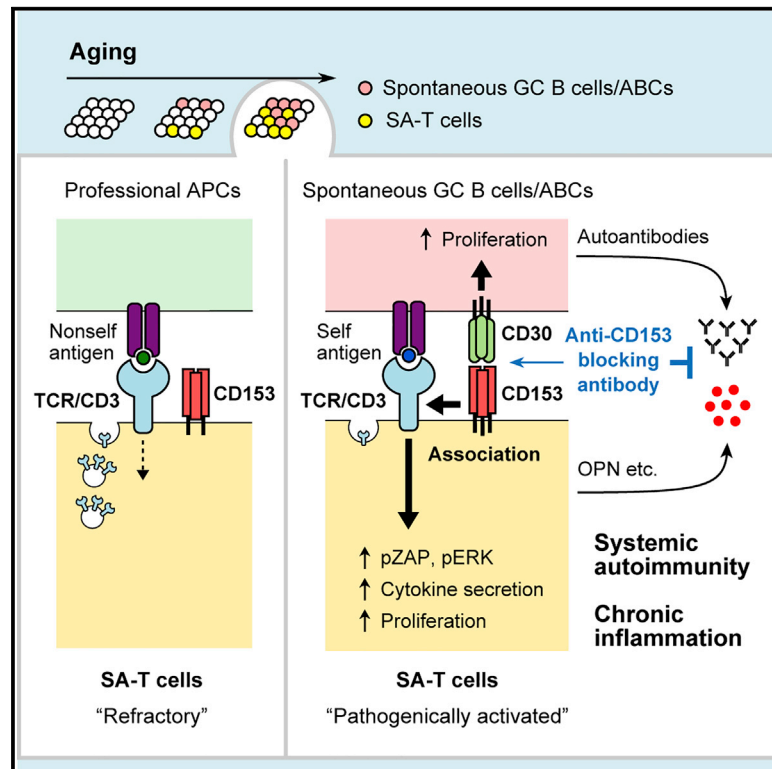 Aging
Spontaneous GC B cells/ABCs
SA-T cells
Professional APCs
Nonself
antigen
TCR/CD3
CD153
SA-T cells
“Refractory”
Spontaneous GC B cells/ABCs
↑ Proliferation
Self
antigen
CD30
TCR/CD3
CD153
Association
↑ pZAP, pERK
↑ Cytokine secretion
↑ Proliferation
SA-T cells
“Pathogenically activated”
Autoantibodies
Anti-CD153
blocking
antibody
OPN etc.
Systemic
autoimmunity
Chronic
inflammation